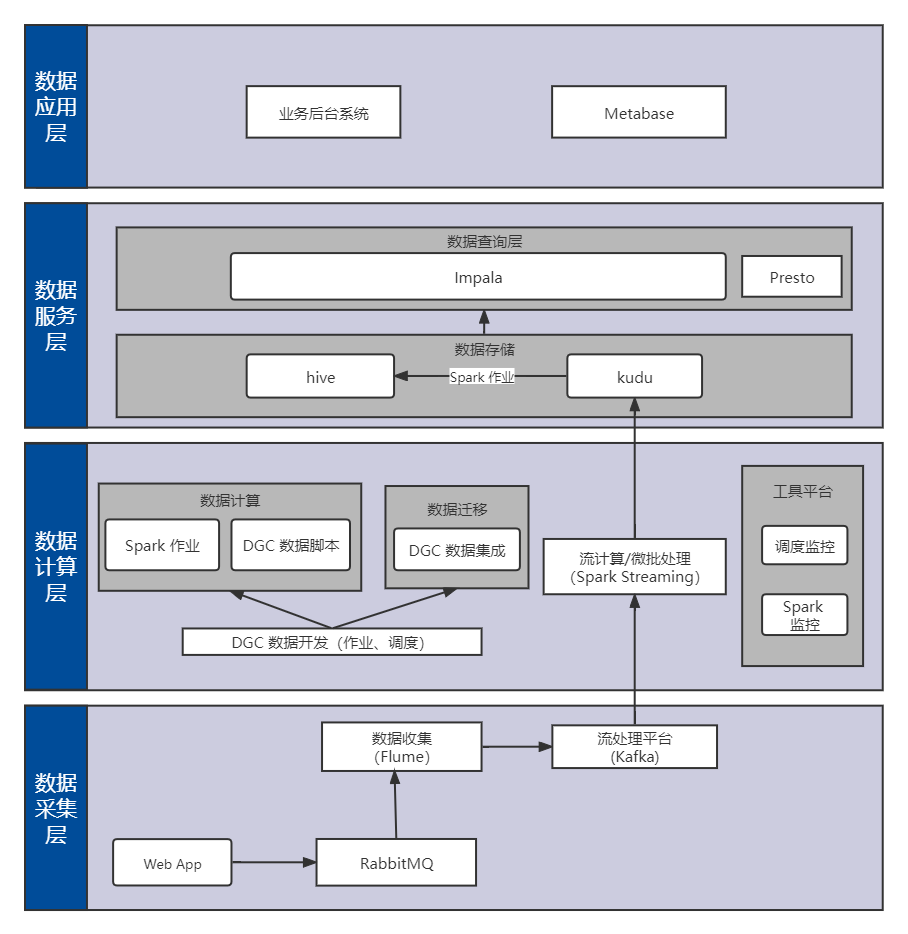 数据
应用
层
业务后台系统
Metabase
数据
服务
层
数据查询层
Impala
Presto
数据存储
hive
Spark 作业
kudu
数据
计算
层
数据计算
Spark 作业
DGC 数据脚本
数据迁移
DGC 数据集成
DGC 数据开发（作业、调度）
流计算/微批处理
（Spark Streaming）
工具平台
调度监控
Spark
监控
数据
采集
层
数据收集
（Flume）
流处理平台
（Kafka）
Web App
RabbitMQ